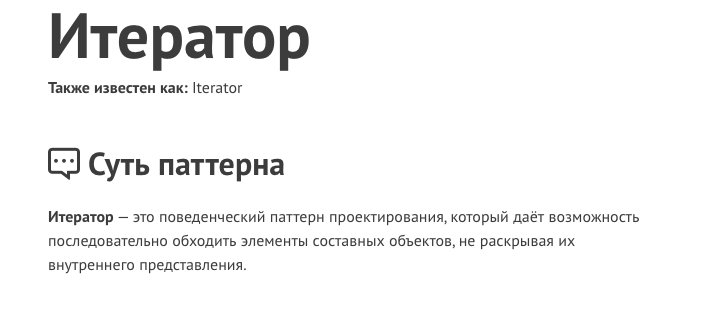 Итератор
Также известен как: Iterator
Суть паттерна
Итератор — это поведенческий паттерн проектирования, который даёт возможность
последовательно обходить элементы составных объектов, не раскрывая их
внутреннего представления.